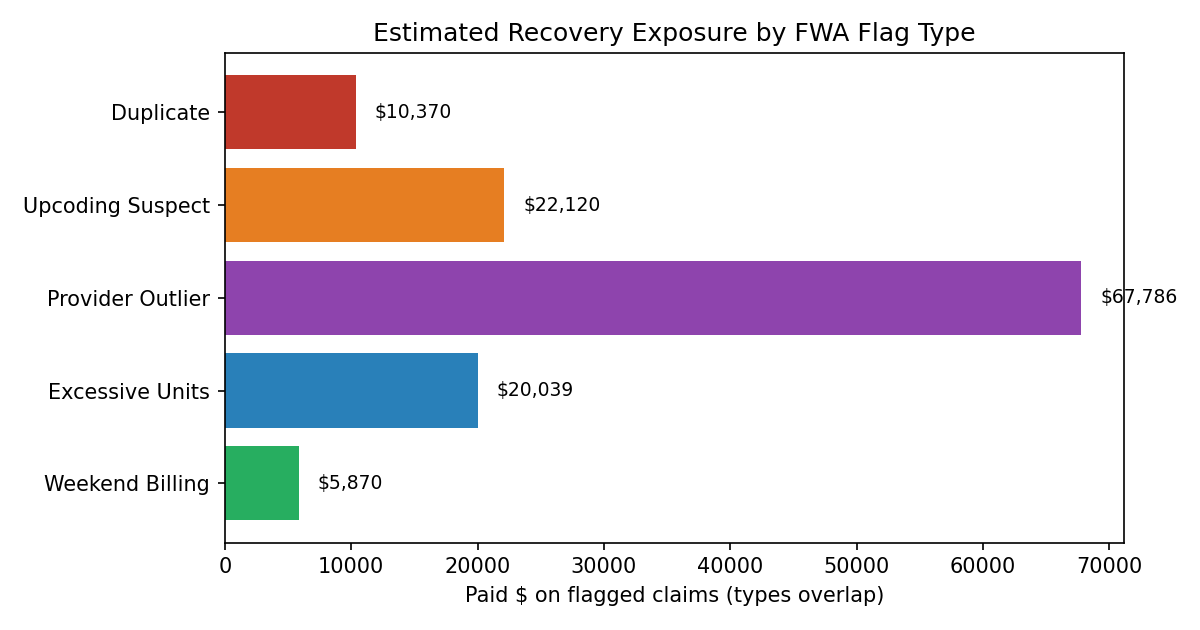 Estimated Recovery Exposure by FWA Flag Type
Duplicate
$10,370
Upcoding Suspect
$22,120
Provider Outlier
$67,786
Excessive Units
$20,039
Weekend Billing
$5,870
0 10000 20000 30000 40000 50000 60000 70000
Paid $ on flagged claims (types overlap)